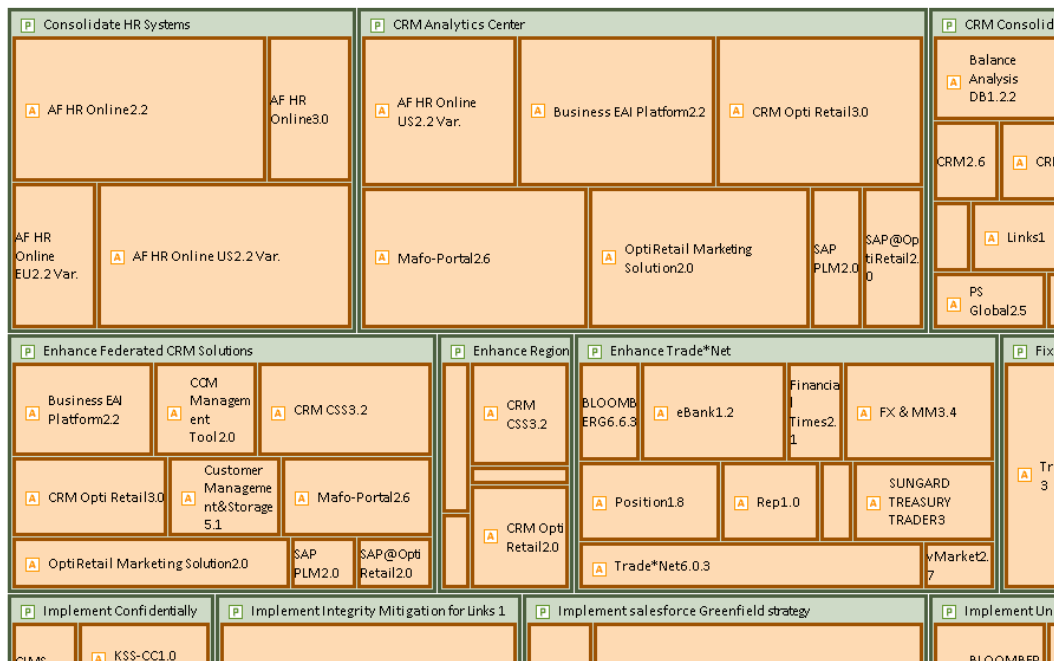 P Consolidate HR Systems
A AF HR Online2.2
AF HR
Online3.0
AF HR
Online
EU2.2 Var.
A AF HR Online US2.2 Var.
P CRM Analytics Center
A AF HR Online
US2.2 Var.
A Business EAI Platform2.2
A CRM Opti Retail3.0
A Mafo-Portal2.6
A OptiRetail Marketing
Solution2.0
SAP
PLM2.0
SAP@Op
tiRetail2.
0
P CRM Consolid
A Balance
Analysis
DB1.2.2
CRM2.6
A CRI
A Links1
A PS
Global2.5
P Enhance Federated CRM Solutions
A Business EAI
Platform2.2
A CCM
Managem
ent
Tool2.0
A CRM CSS3.2
A CRM Opti Retail3.0
A Customer
Manageme
nt&Storage
5.1
A Mafo-Portal2.6
A OptiRetail Marketing Solution2.0
SAP
PLM2.0
SAP@Opti
Retail2.0
P Enhance Region
A CRM
CSS3.2
A CRM Opti
Retail2.0
P Enhance Trade*Net
BLOOMB
ERG6.6.3
A eBank1.2
Financia
l
Times2.
1
A FX & MM3.4
A Position1.8
A Rep1.0
A SUNGARD
TREASURY
TRADER3
A Trade*Net6.0.3
vMarket2.
7
P Fix
A Tr
3
P Implement Confidentially
A KSS-CC1.0
P Implement Integrity Mitigation for Links 1
P Implement salesforce Greenfield strategy
P Implement Un
BLOOMBER